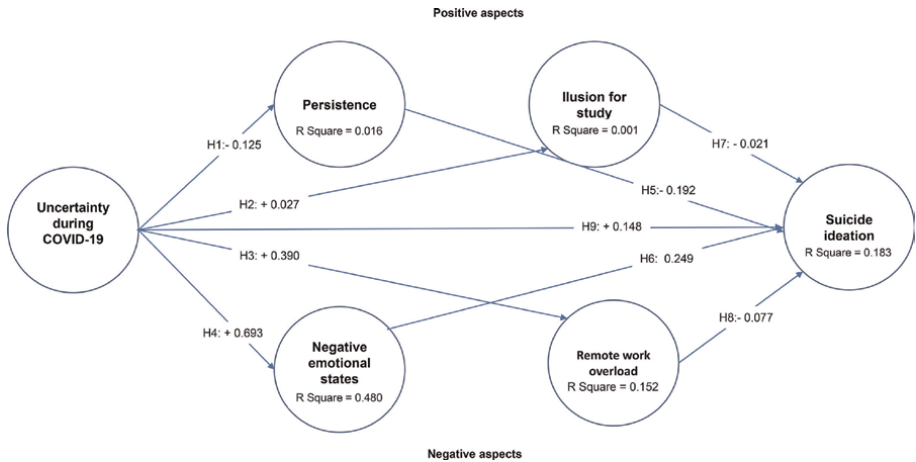 Positive aspects
Persistence
R Square = 0.016
Ilusion for
study
R Square = 0.001
H1:- 0.125
H7: - 0.021
H2: + 0.027
H5:- 0.192
Uncertainty
during
COVID-19
H9: + 0.148
Suicide
ideation
R Square = 0.183
H3: + 0.390
H6: 0.249
H4: + 0.693
H8:- 0.077
Negative
emotional
states
R Square = 0.480
Remote work
overload
R Square = 0.152
Negative aspects